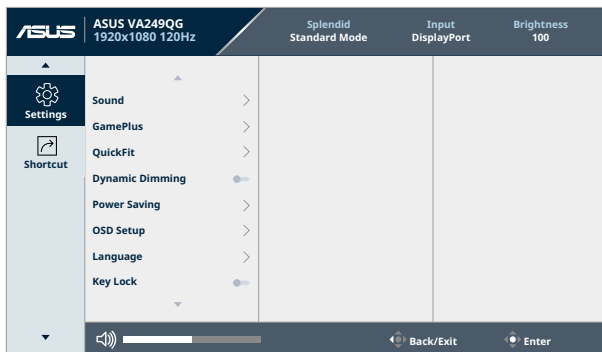 ASUS
ASUS VA249QG
1920x1080 120Hz
Splendid
Standard Mode
Input
DisplayPort
Brightness
100
Settings
Shortcut
Sound
GamePlus
QuickFit
Dynamic Dimming
Power Saving
OSD Setup
Language
Key Lock
Back/Exit
Enter